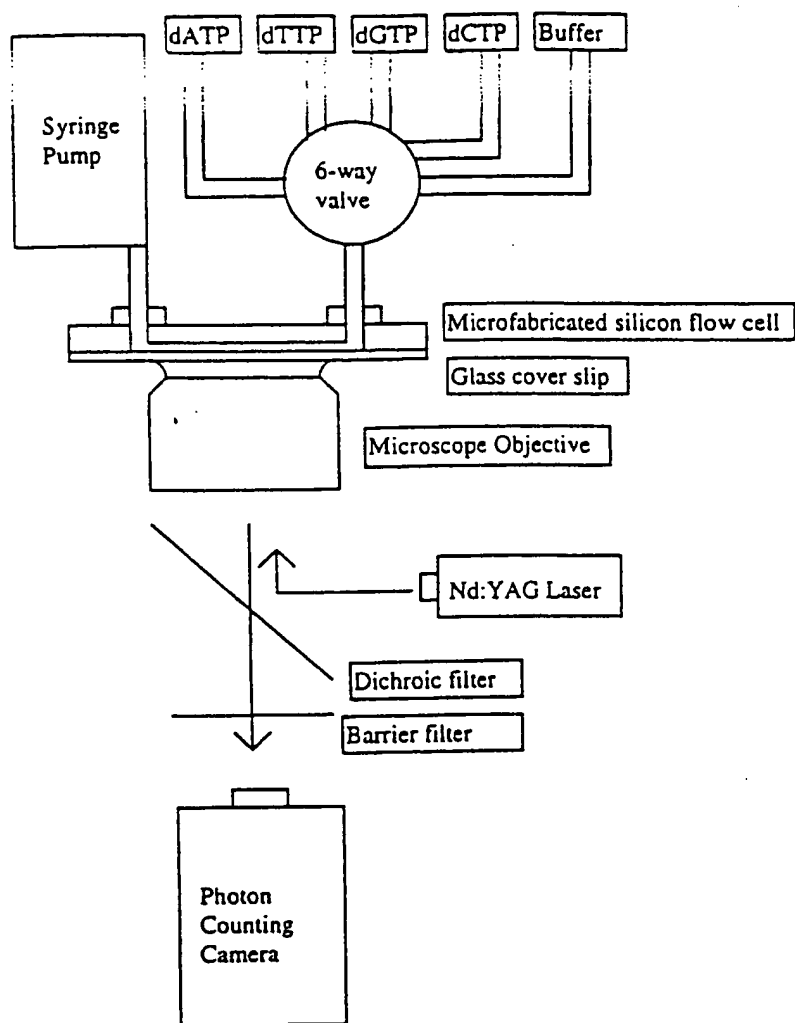 dATP dTTP dGTP dCTP Buffer
Syringe
Pump
6-way
valve
Microfabricated silicon flow cell
Glass cover slip
Microscope Objective
Nd:YAG Laser
Dichroic filter
Barrier filter
Photon
Counting
Camera